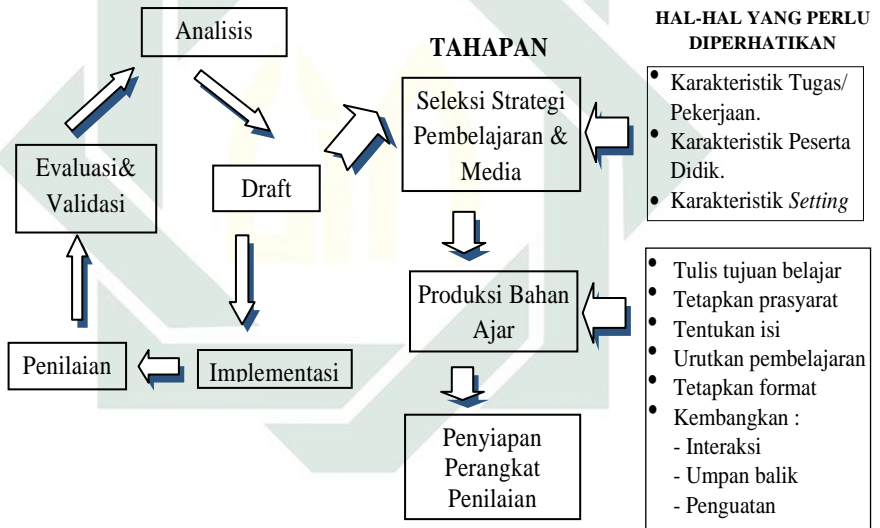 Analisis
Evaluasi&
Validasi
Draft
Penilaian
Implementasi
TAHAPAN
Seleksi Strategi
Pembelajaran &
Media
Produksi Bahan
Ajar
Penyiapan
Perangkat
Penilaian
HAL-HAL YANG PERLU
DIPERHATIKAN
• Karakteristik Tugas/
Pekerjaan.
• Karakteristik Peserta
Didik.
• Karakteristik Setting
• Tulis tujuan belajar
• Tetapkan prasyarat
• Tentukan isi
• Urutkan pembelajaran
• Tetapkan format
• Kembangkan :
- Interaksi
- Umpan balik
- Penguatan